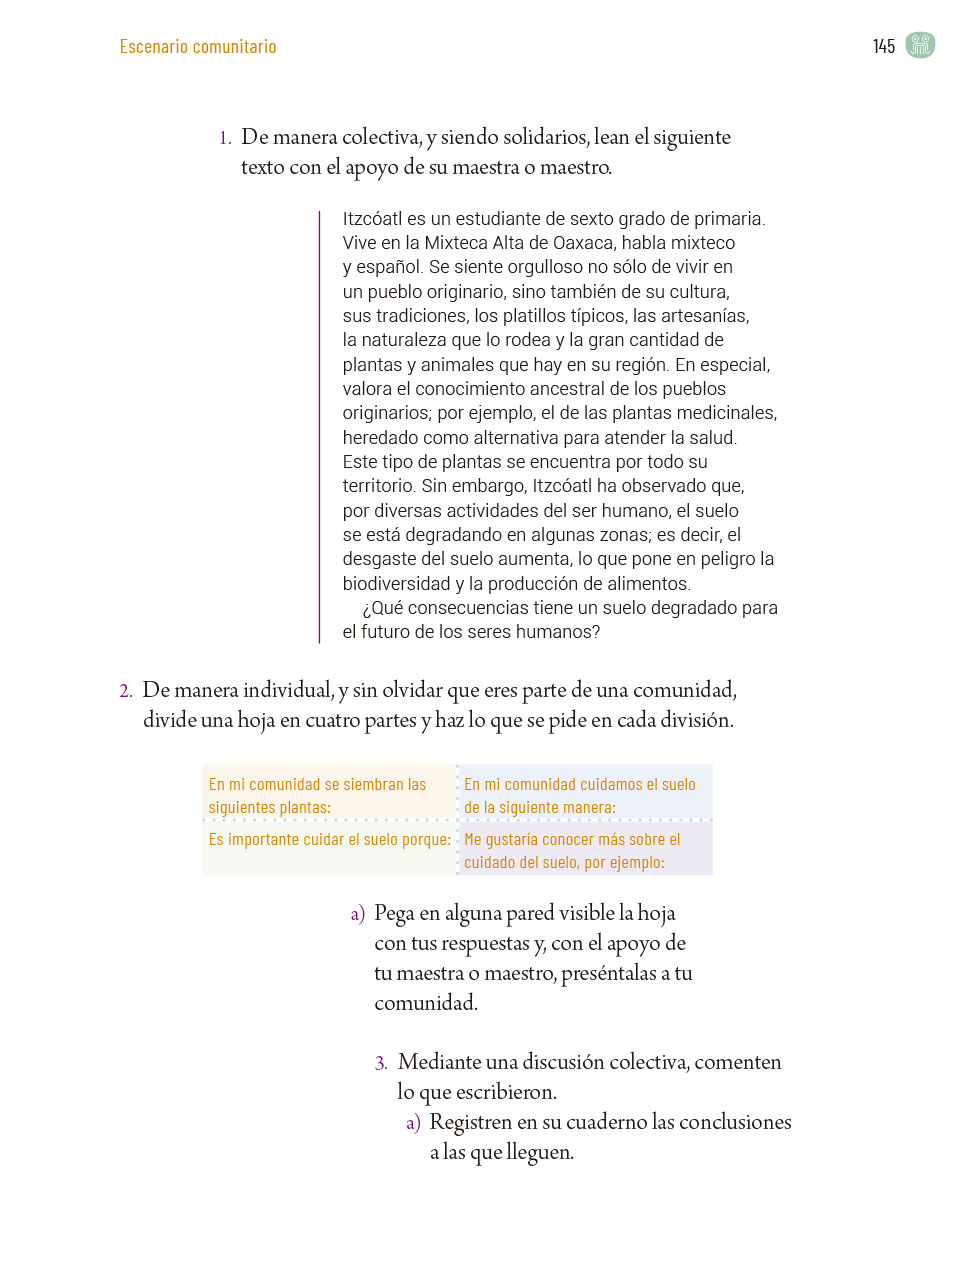 Escenario comunitario
145
1. De manera colectiva, y siendo solidarios, lean el siguiente
texto con el apoyo de su maestra o maestro.
Itzcóatl es un estudiante de sexto grado de primaria.
Vive en la Mixteca Alta de Oaxaca, habla mixteco
y español. Se siente orgulloso no sólo de vivir en
un pueblo originario, sino también de su cultura,
sus tradiciones, los platillos típicos, las artesanías,
la naturaleza que lo rodea y la gran cantidad de
plantas y animales que hay en su región. En especial,
valora el conocimiento ancestral de los pueblos
originarios; por ejemplo, el de las plantas medicinales,
heredado como alternativa para atender la salud.
Este tipo de plantas se encuentra por todo su
territorio. Sin embargo, Itzcóatl ha observado que,
por diversas actividades del ser humano, el suelo
se está degradando en algunas zonas; es decir, el
desgaste del suelo aumenta, lo que pone en peligro la
biodiversidad y la producción de alimentos.
¿Qué consecuencias tiene un suelo degradado para
el futuro de los seres humanos?
2. De manera individual, y sin olvidar que eres parte de una comunidad,
divide una hoja en cuatro partes y haz lo que se pide en cada división.
En mi comunidad se siembran las
siguientes plantas:
En mi comunidad cuidamos el suelo
de la siguiente manera:
Es importante cuidar el suelo porque:
Me gustaría conocer más sobre el
cuidado del suelo, por ejemplo:
a) Pega en alguna pared visible la hoja
con tus respuestas y, con el apoyo de
tu maestra o maestro, preséntalas a tu
comunidad.
3. Mediante una discusión colectiva, comenten
lo que escribieron.
a) Registren en su cuaderno las conclusiones
a las que lleguen.